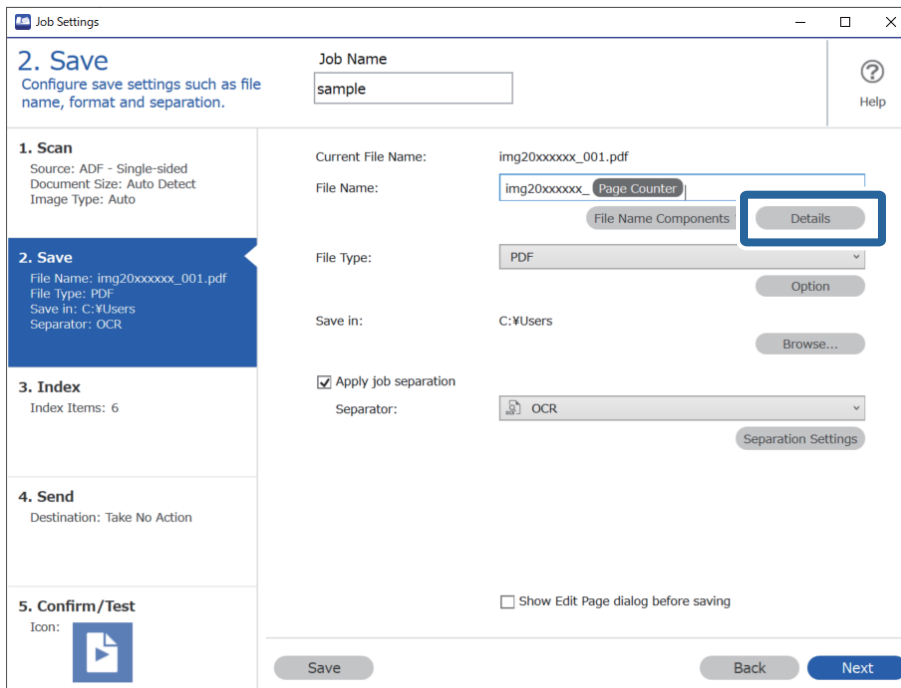 Job Settings
2. Save
Configure save settings such as file
name, format and separation.
Job Name
sample
Help
1. Scan
Source: ADF - Single-sided
Document Size: Auto Detect
Image Type: Auto
2. Save
File Name: img20xxxxxx_001.pdf
File Type: PDF
Save in: C:¥Users
Separator: OCR
3. Index
Index Items: 6
4. Send
Destination: Take No Action
5. Confirm/Test
Icon:
Current File Name: img20xxxxxx_001.pdf
File Name: img20xxxxxx_ Page Counter
File Name Components Details
File Type: PDF
Option
Save in: C:¥Users
Browse...
Apply job separation
Separator: OCR
Separation Settings
Show Edit Page dialog before saving
Save Back Next